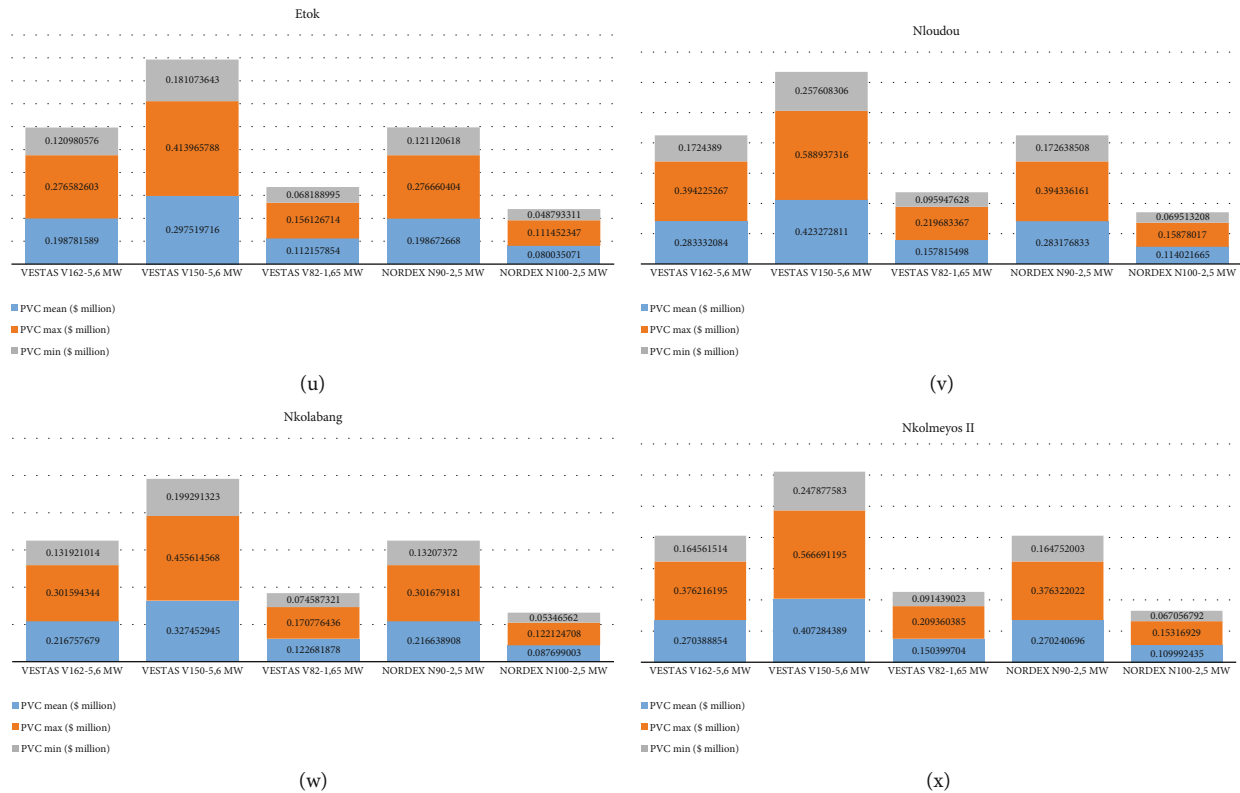 Etok
0.120980576
0.276582603
0.198781589
0.181073643
0.413965788
0.297519716
0.068188995
0.156126714
0.112157854
0.121120618
0.276660404
0.198672668
0.048793311
0.111452347
0.080035071
VESTAS V162-5,6 MW VESTAS V150-5,6 MW VESTAS V82-1,65 MW NORDEX N90-2,5 MW NORDEX N100-2,5 MW
PVC mean ($ million)
PVC max ($ million)
PVC min ($ million)
(u)
Nloudou
0.1724389
0.394225267
0.283332084
0.257608306
0.588937316
0.423272811
0.095947628
0.219683367
0.157815498
0.172638508
0.394336161
0.283176833
0.069513208
0.15878017
0.114021665
VESTAS V162-5,6 MW VESTAS V150-5,6 MW VESTAS V82-1,65 MW NORDEX N90-2,5 MW NORDEX N100-2,5 MW
PVC mean ($ million)
PVC max ($ million)
PVC min ($ million)
(v)
Nkolabang
0.131921014
0.301594344
0.216757679
0.199291323
0.455614568
0.327452945
0.074587321
0.170776436
0.122681878
0.13207372
0.301679181
0.216638908
0.05346562
0.122124708
0.087699003
VESTAS V162-5,6 MW VESTAS V150-5,6 MW VESTAS V82-1,65 MW NORDEX N90-2,5 MW NORDEX N100-2,5 MW
PVC mean ($ million)
PVC max ($ million)
PVC min ($ million)
(w)
Nkolmeyos II
0.164561514
0.376216195
0.270388854
0.247877583
0.566691195
0.407284389
0.091439023
0.209360385
0.150399704
0.164752003
0.376322022
0.270240696
0.067056792
0.15316929
0.109992435
VESTAS V162-5,6 MW VESTAS V150-5,6 MW VESTAS V82-1,65 MW NORDEX N90-2,5 MW NORDEX N100-2,5 MW
PVC mean ($ million)
PVC max ($ million)
PVC min ($ million)
(x)